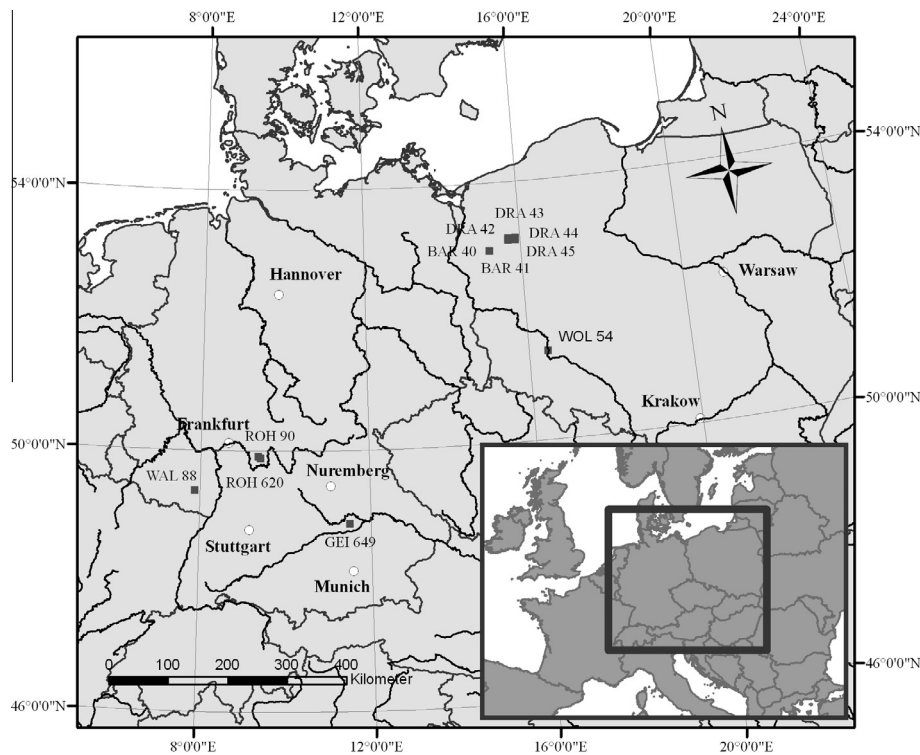 8°0'0"E
12°0'0"E
16°0'0"E
20°0'0"E
24°0'0"E
N
54°0'0"N
54°0'0"N
DRA 43
DRA 42
DRA 44
BAR 40
DRA 45
BAR 41
Hannover
Warsaw
WOL 54
Krakow
50°0'0"N
Frankfurt
ROH 90
50°0'0"N
WAL 88
ROH 620
Nuremberg
Stuttgart
GEI 649
Munich
0 100 200 300 400
Kilometer
46°0'0"N
46°0'0"N
8°0'0"E
12°0'0"E
16°0'0"E
20°0'0"E